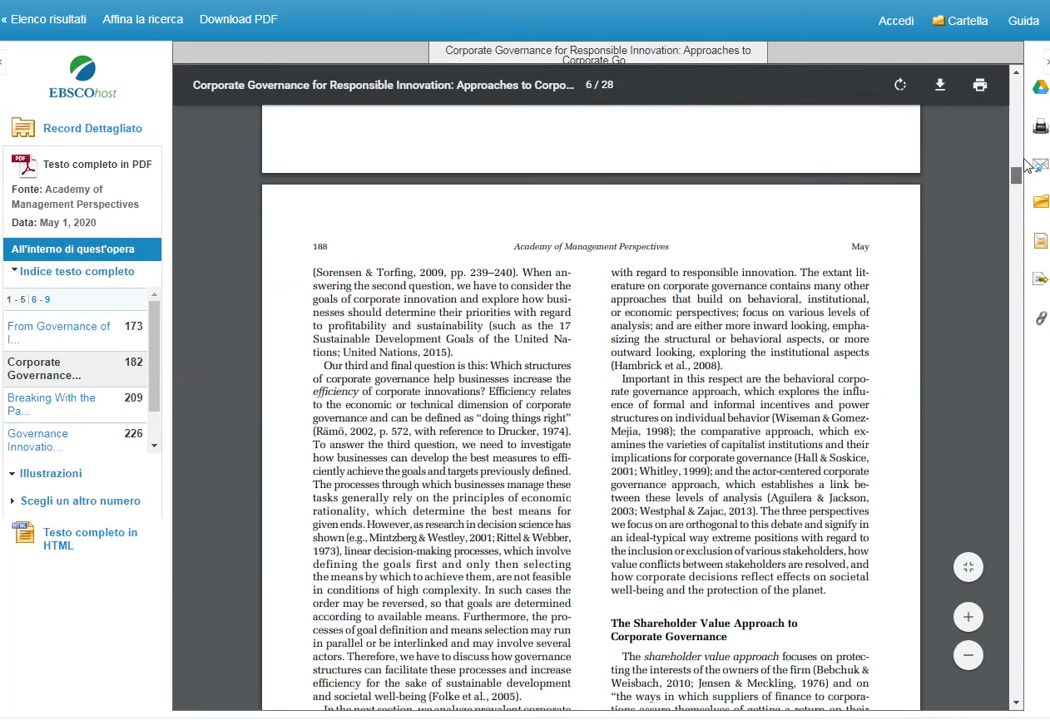 « Elenco risultati Affina la ricerca Download PDF
Accedi Cartella Guida
Corporate Governance for Responsible Innovation: Approaches to
Corporate Go
EBSCOhost
Record Dettagliato
Testo completo in PDF
Fonte: Academy of
Management Perspectives
Data: May 1, 2020
All'interno di quest'opera
Indice testo completo
1 - 5 | 6 - 9
From Governance of 173
I...
Corporate 182
Governance...
Breaking With the 209
Pa...
Governance 226
Innovatio...
Illustrazioni
Scegli un altro numero
Testo completo in
HTML
Corporate Governance for Responsible Innovation: Approaches to Corpo... 6 / 28
188 Academy of Management Perspectives May
(Sorensen & Torfing, 2009, pp. 239–240). When an-
swering the second question, we have to consider the
goals of corporate innovation and explore how busi-
nesses should determine their priorities with regard
to profitability and sustainability (such as the 17
Sustainable Development Goals of the United Na-
tions; United Nations, 2015).
Our third and final question is this: Which structures
of corporate governance help businesses increase the
efficiency of corporate innovations? Efficiency relates
to the economic or technical dimension of corporate
governance and can be defined as “doing things right”
(Rämö, 2002, p. 572, with reference to Drucker, 1974).
To answer the third question, we need to investigate
how businesses can develop the best measures to effi-
ciently achieve the goals and targets previously defined.
The processes through which businesses manage these
tasks generally rely on the principles of economic
rationality, which determine the best means for
given ends. However, as research in decision science has
shown (e.g., Mintzberg & Westley, 2001; Rittel & Webber,
1973), linear decision-making processes, which involve
defining the goals first and only then selecting
the means by which to achieve them, are not feasible
in conditions of high complexity. In such cases the
order may be reversed, so that goals are determined
according to available means. Furthermore, the pro-
cesses of goal definition and means selection may run
in parallel or be interlinked and may involve several
actors. Therefore, we have to discuss how governance
structures can facilitate these processes and increase
efficiency for the sake of sustainable development
and societal well-being (Folke et al., 2005).
In the next section, we analyze prevalent corporate
with regard to responsible innovation. The extant lit-
erature on corporate governance contains many other
approaches that build on behavioral, institutional,
or economic perspectives; focus on various levels of
analysis; and are either more inward looking, empha-
sizing the structural or behavioral aspects, or more
outward looking, exploring the institutional aspects
(Hambrick et al., 2008).
Important in this respect are the behavioral corpo-
rate governance approach, which explores the influ-
ence of formal and informal incentives and power
structures on individual behavior (Wiseman & Gomez-
Mejia, 1998); the comparative approach, which ex-
amines the varieties of capitalist institutions and their
implications for corporate governance (Hall & Soskice,
2001; Whitley, 1999); and the actor-centered corporate
governance approach, which establishes a link be-
tween these levels of analysis (Aguilera & Jackson,
2003; Westphal & Zajac, 2013). The three perspectives
we focus on are orthogonal to this debate and signify in
an ideal-typical way extreme positions with regard to
the inclusion or exclusion of various stakeholders, how
value conflicts between stakeholders are resolved, and
how corporate decisions reflect effects on societal
well-being and the protection of the planet.
The Shareholder Value Approach to
Corporate Governance
The shareholder value approach focuses on protec-
ting the interests of the owners of the firm (Bebchuk &
Weisbach, 2010; Jensen & Meckling, 1976) and on
“the ways in which suppliers of finance to corpora-
tions assure themselves of getting a return on their